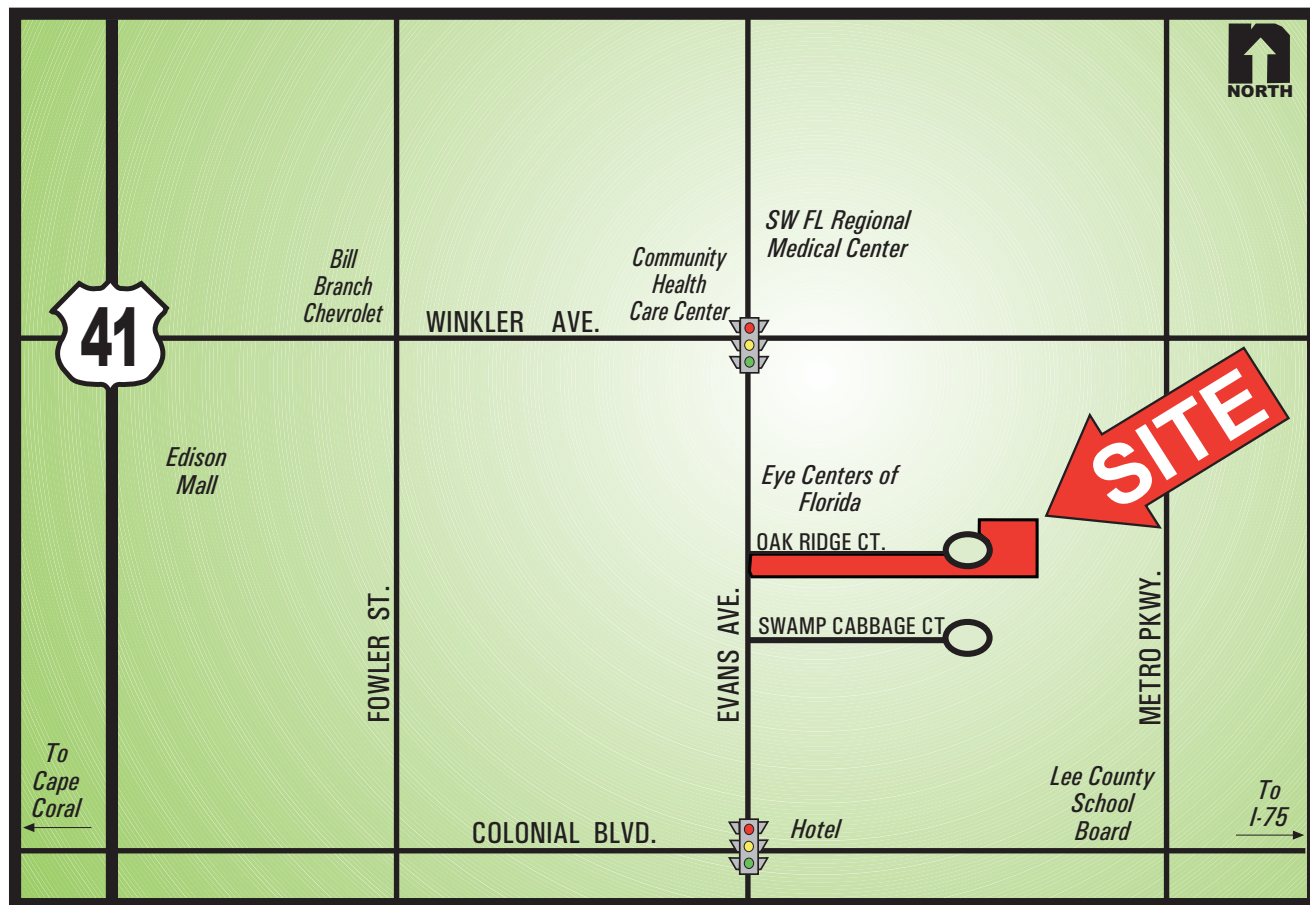 n
NORTH
SW FL Regional
Medical Center
Bill
Branch
Chevrolet
Community
Health
Care Center
WINKLER AVE.
41
SITE
Edison
Mall
Eye Centers of
Florida
OAK RIDGE CT.
SWAMP CABBAGE CT
FOWLER ST.
EVANS AVE.
METRO PKWY.
To
Cape
Coral
Lee County
School
Board
To
I-75
COLONIAL BLVD.
Hotel